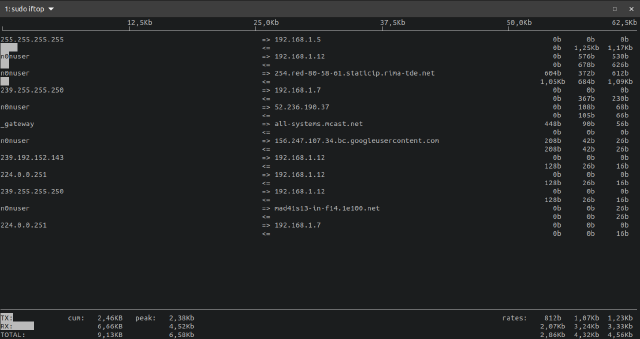 1: sudo iftop
12,5Kb 25,0Kb 37,5Kb 50,0Kb 62,5Kb
255.255.255.255 => 192.168.1.5 0b 0b 0b
<= 0b 1,25Kb 1,17Kb
n0nuser => 192.168.1.12 0b 576b 530b
<= 0b 678b 626b
n0nuser => 254.red-80-58-61.staticip.rima-tde.net 604b 372b 612b
<= 1,05Kb 684b 1,09Kb
239.255.255.250 => 192.168.1.7 0b 0b 0b
<= 0b 367b 230b
n0nuser => 52.236.190.37 0b 108b 68b
<= 0b 105b 66b
_gateway => all-systems.mcast.net 448b 90b 56b
<= 0b 0b 0b
n0nuser => 156.247.107.34.bc.googleusercontent.com 208b 42b 26b
<= 208b 42b 26b
239.192.152.143 => 192.168.1.12 0b 0b 0b
<= 128b 26b 16b
224.0.0.251 => 192.168.1.12 0b 0b 0b
<= 128b 26b 16b
239.255.255.250 => 192.168.1.12 0b 0b 0b
<= 128b 26b 16b
n0nuser => mad41s13-in-f14.1e100.net 0b 0b 26b
<= 0b 0b 26b
224.0.0.251 => 192.168.1.7 0b 0b 0b
<= 0b 0b 16b
TX: cum: 2,46KB peak: 2,38Kb rates: 812b 1,07Kb 1,23Kb
RX: 6,66KB 4,52Kb 2,07Kb 3,24Kb 3,33Kb
TOTAL: 9,13KB 6,58Kb 2,86Kb 4,32Kb 4,56Kb